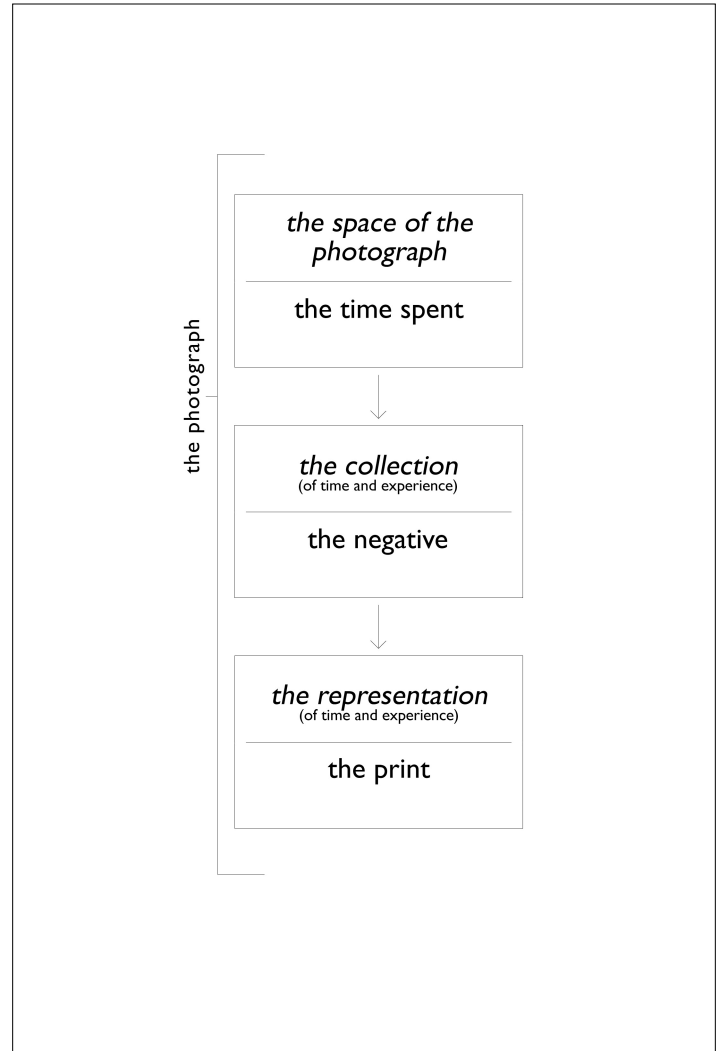 the photograph
the space of the
photograph
the time spent
the collection
(of time and experience)
the negative
the representation
(of time and experience)
the print